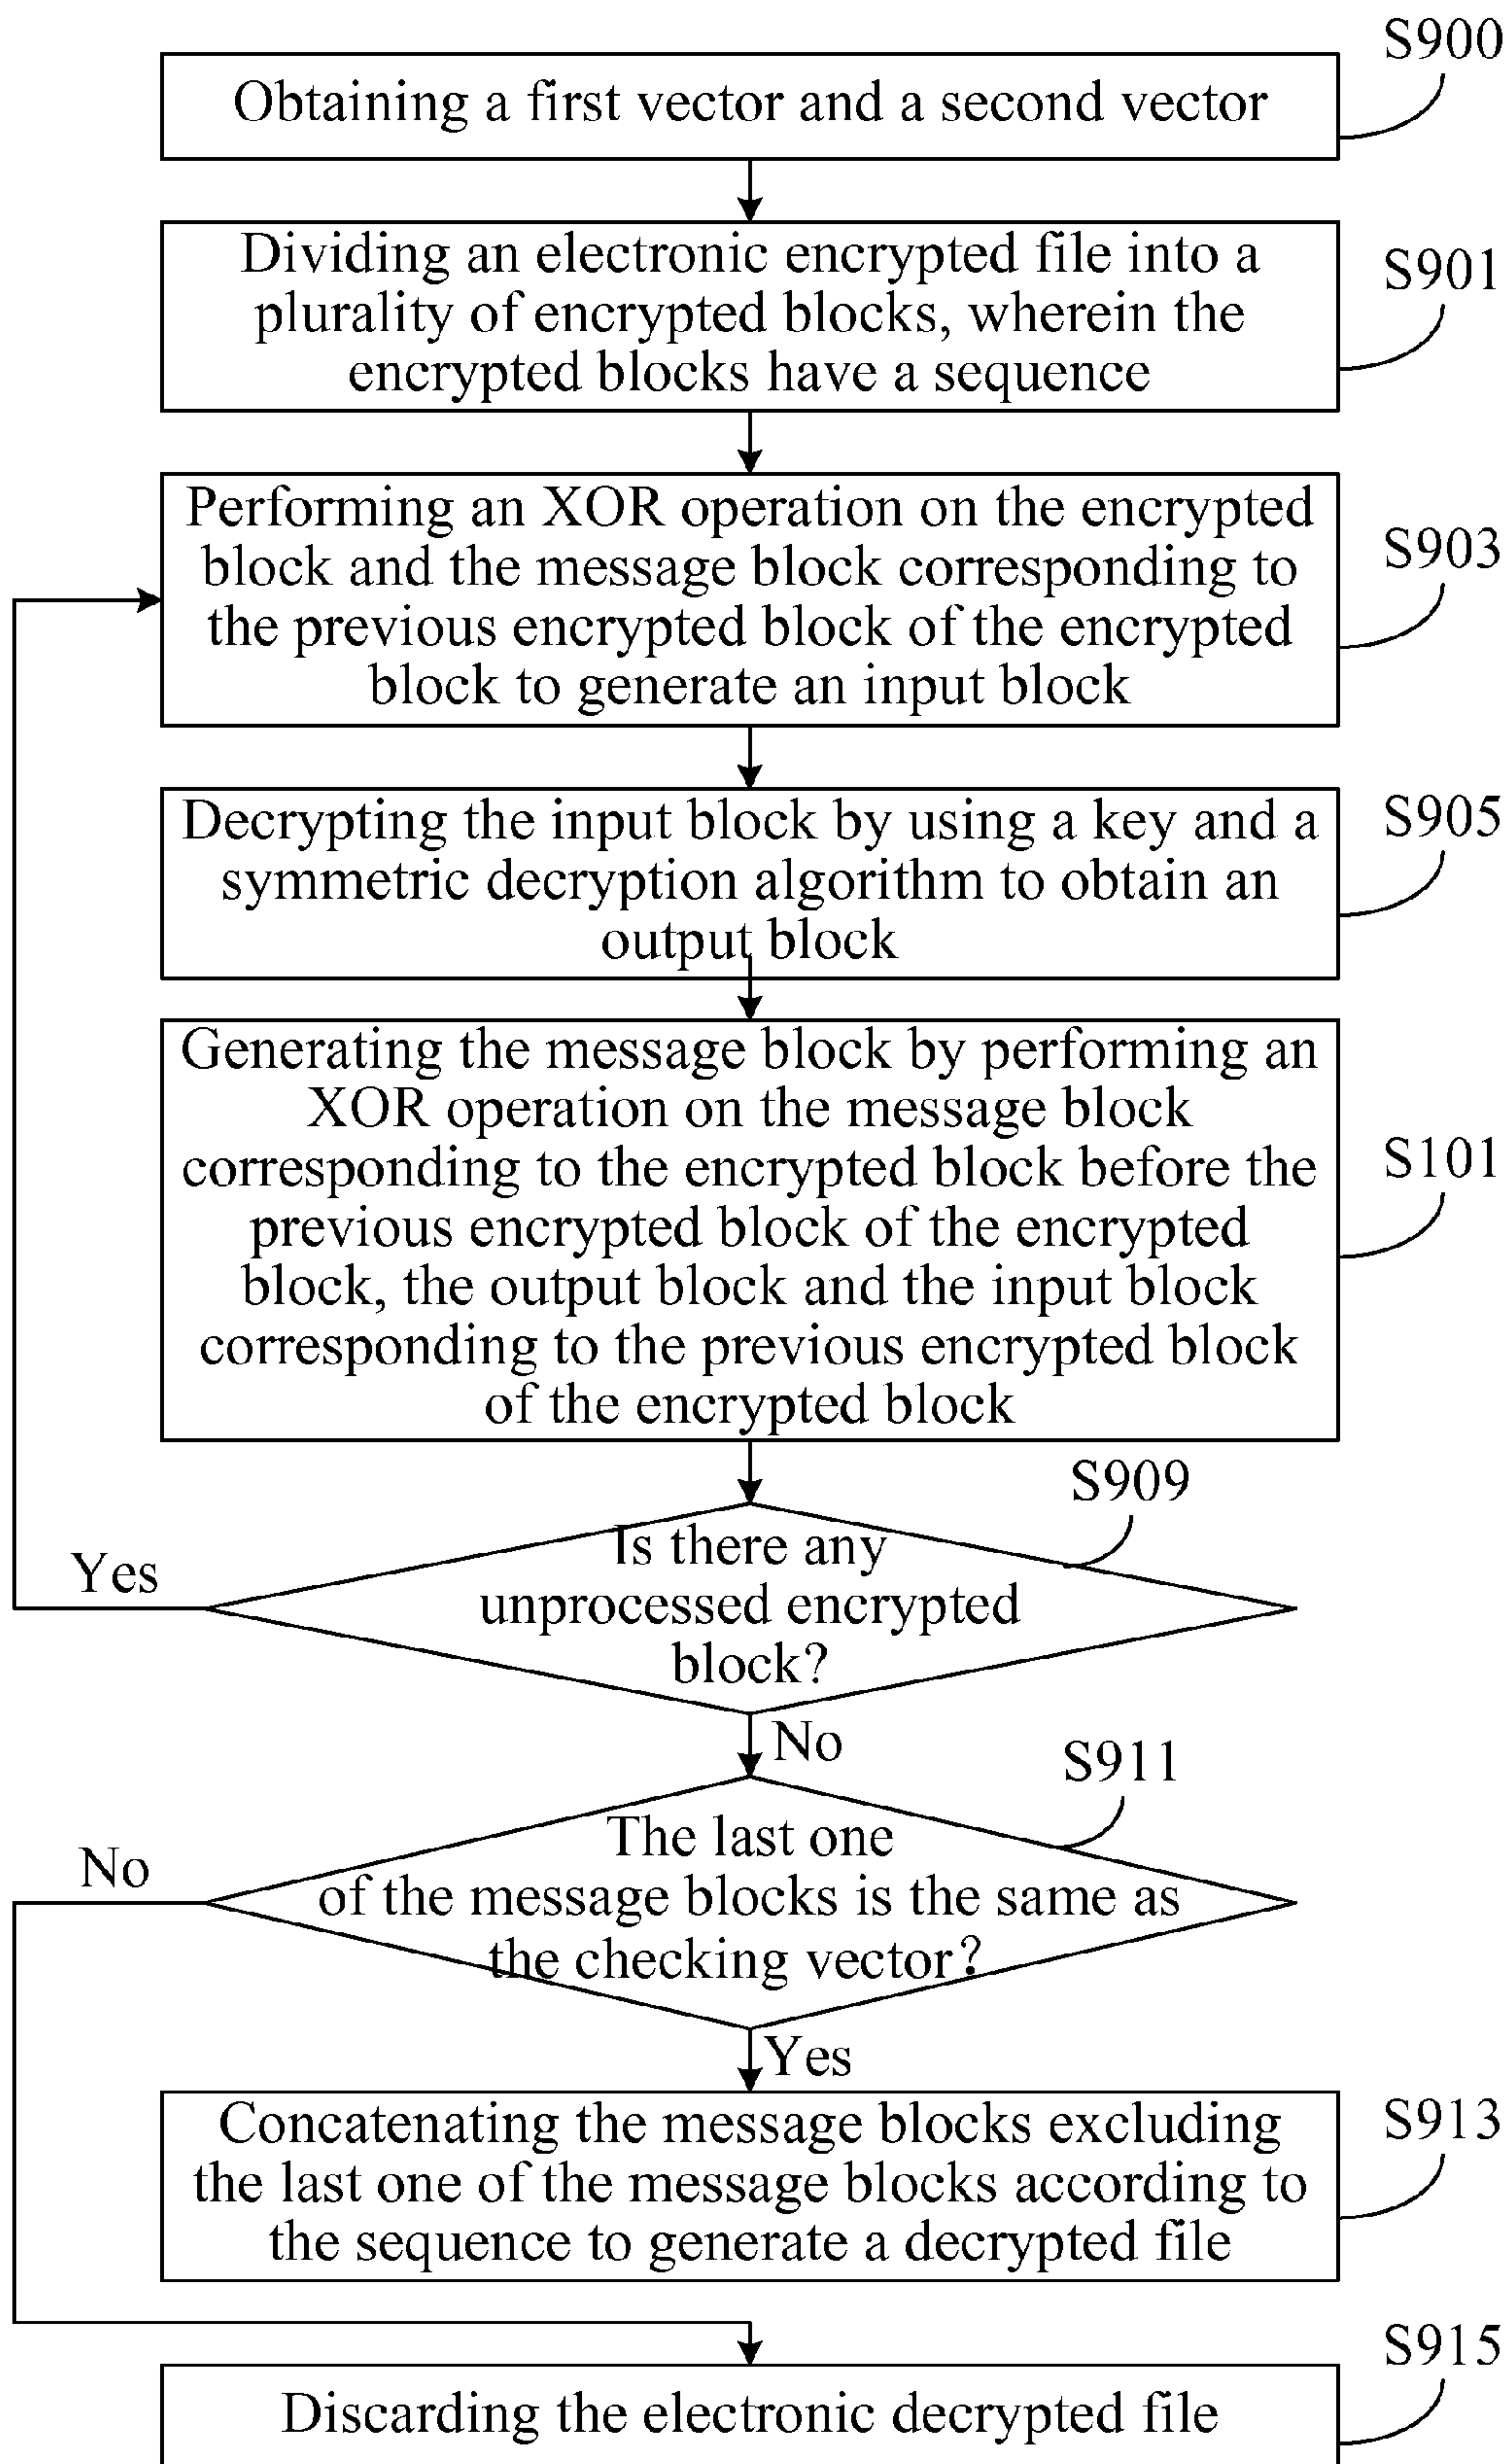 S900
Obtaining a first vector and a second vector
Dividing an electronic encrypted file into a
plurality of encrypted blocks, wherein the
encrypted blocks have a sequence
S901
Performing an XOR operation on the encrypted
block and the message block corresponding to
the previous encrypted block of the encrypted
block to generate an input block
S903
Decrypting the input block by using a key and a
symmetric decryption algorithm to obtain an
output block
S905
Generating the message block by performing an
XOR operation on the message block
corresponding to the encrypted block before the
previous encrypted block of the encrypted
block, the output block and the input block
corresponding to the previous encrypted block
of the encrypted block
S101
S909
Is there any
unprocessed encrypted
block?
Yes
No
S911
The last one
of the message blocks is the same as
the checking vector?
No
Yes
Concatenating the message blocks excluding
the last one of the message blocks according to
the sequence to generate a decrypted file
S913
S915
Discarding the electronic decrypted file